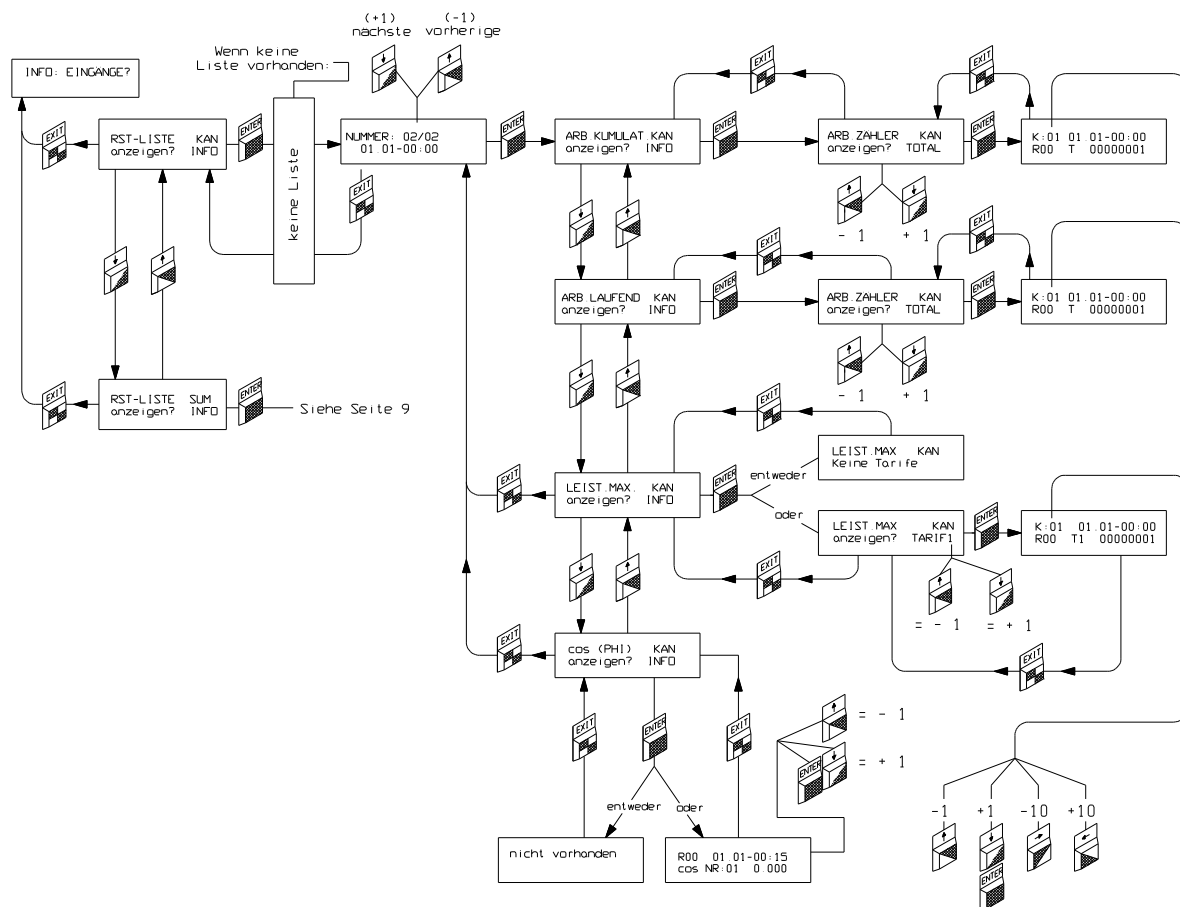 (+1) (-1)
nächste vorherige
Wenn keine
Liste vorhanden:
INFO: EINGANGE?
EXIT
RST-LISTE KAN
anzeigen? INFO
ENTER
keine Liste
NUMMER: 02/02
01.01-00:00
EXIT
ENTER
ARB.KUMULAT.KAN
anzeigen? INFO
ENTER
EXIT
ARB.ZAHLER KAN
anzeigen? TOTAL
ENTER
EXIT
K:01 01.01-00:00
R00 T 00000001
- 1 + 1
ARB.LAUFEND KAN
anzeigen? INFO
ENTER
EXIT
ARB.ZAHLER KAN
anzeigen? TOTAL
ENTER
EXIT
K:01 01.01-00:00
R00 T 00000001
- 1 + 1
EXIT
RST-LISTE SUM
anzeigen? INFO
ENTER
Siehe Seite 9
EXIT
LEIST.MAX KAN
Keine Tarife
EXIT
LEIST.MAX. KAN
anzeigen? INFO
ENTER
entweder
oder
LEIST.MAX KAN
anzeigen? TARIF1
ENTER
K:01 01.01-00:00
R00 T1 00000001
EXIT
= - 1 = + 1
EXIT
EXIT
cos (PHI) KAN
anzeigen? INFO
EXIT
ENTER
EXIT
= - 1
ENTER
= + 1
entweder oder
nicht vorhanden
R00 01.01-00:15
cos NR:01 0.000
-1 +1 -10 +10
ENTER